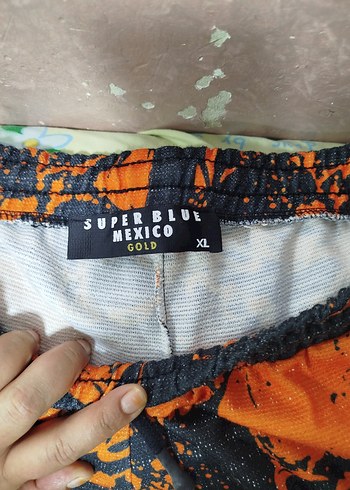 SUPER BLUE
MEXICO
GOLD
XL